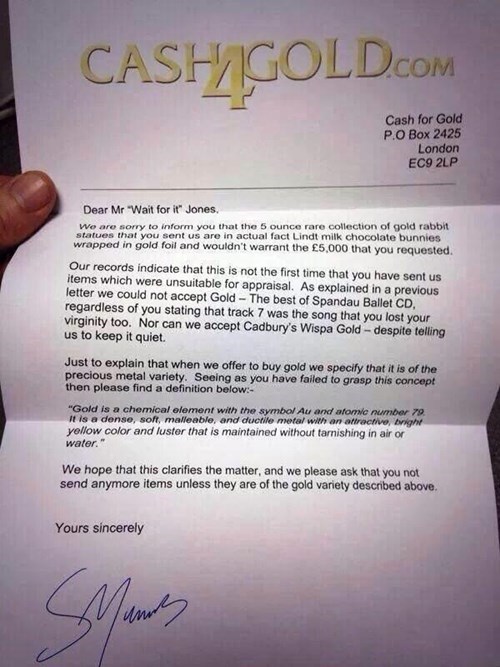 CASH4GOLD.COM
Cash for Gold
P.O Box 2425
London
EC9 2LP
Dear Mr "Wait for it" Jones.
We are sorry to inform you that the 5 ounce rare collection of gold rabbit
statues that you sent us are in actual fact Lindt milk chocolate bunnies
wrapped in gold foil and wouldn't warrant the £5,000 that you requested.
Our records indicate that this is not the first time that you have sent us
items which were unsuitable for appraisal. As explained in a previous
letter we could not accept Gold – The best of Spandau Ballet CD,
regardless of you stating that track 7 was the song that you lost your
virginity too. Nor can we accept Cadbury's Wispa Gold – despite telling
us to keep it quiet.
Just to explain that when we offer to buy gold we specify that it is of the
precious metal variety. Seeing as you have failed to grasp this concept
then please find a definition below:-
"Gold is a chemical element with the symbol Au and atomic number 79.
It is a dense, soft, malleable, and ductile metal with an attractive, bright
yellow color and luster that is maintained without tarnishing in air or
water."
We hope that this clarifies the matter, and we please ask that you not
send anymore items unless they are of the gold variety described above.
Yours sincerely